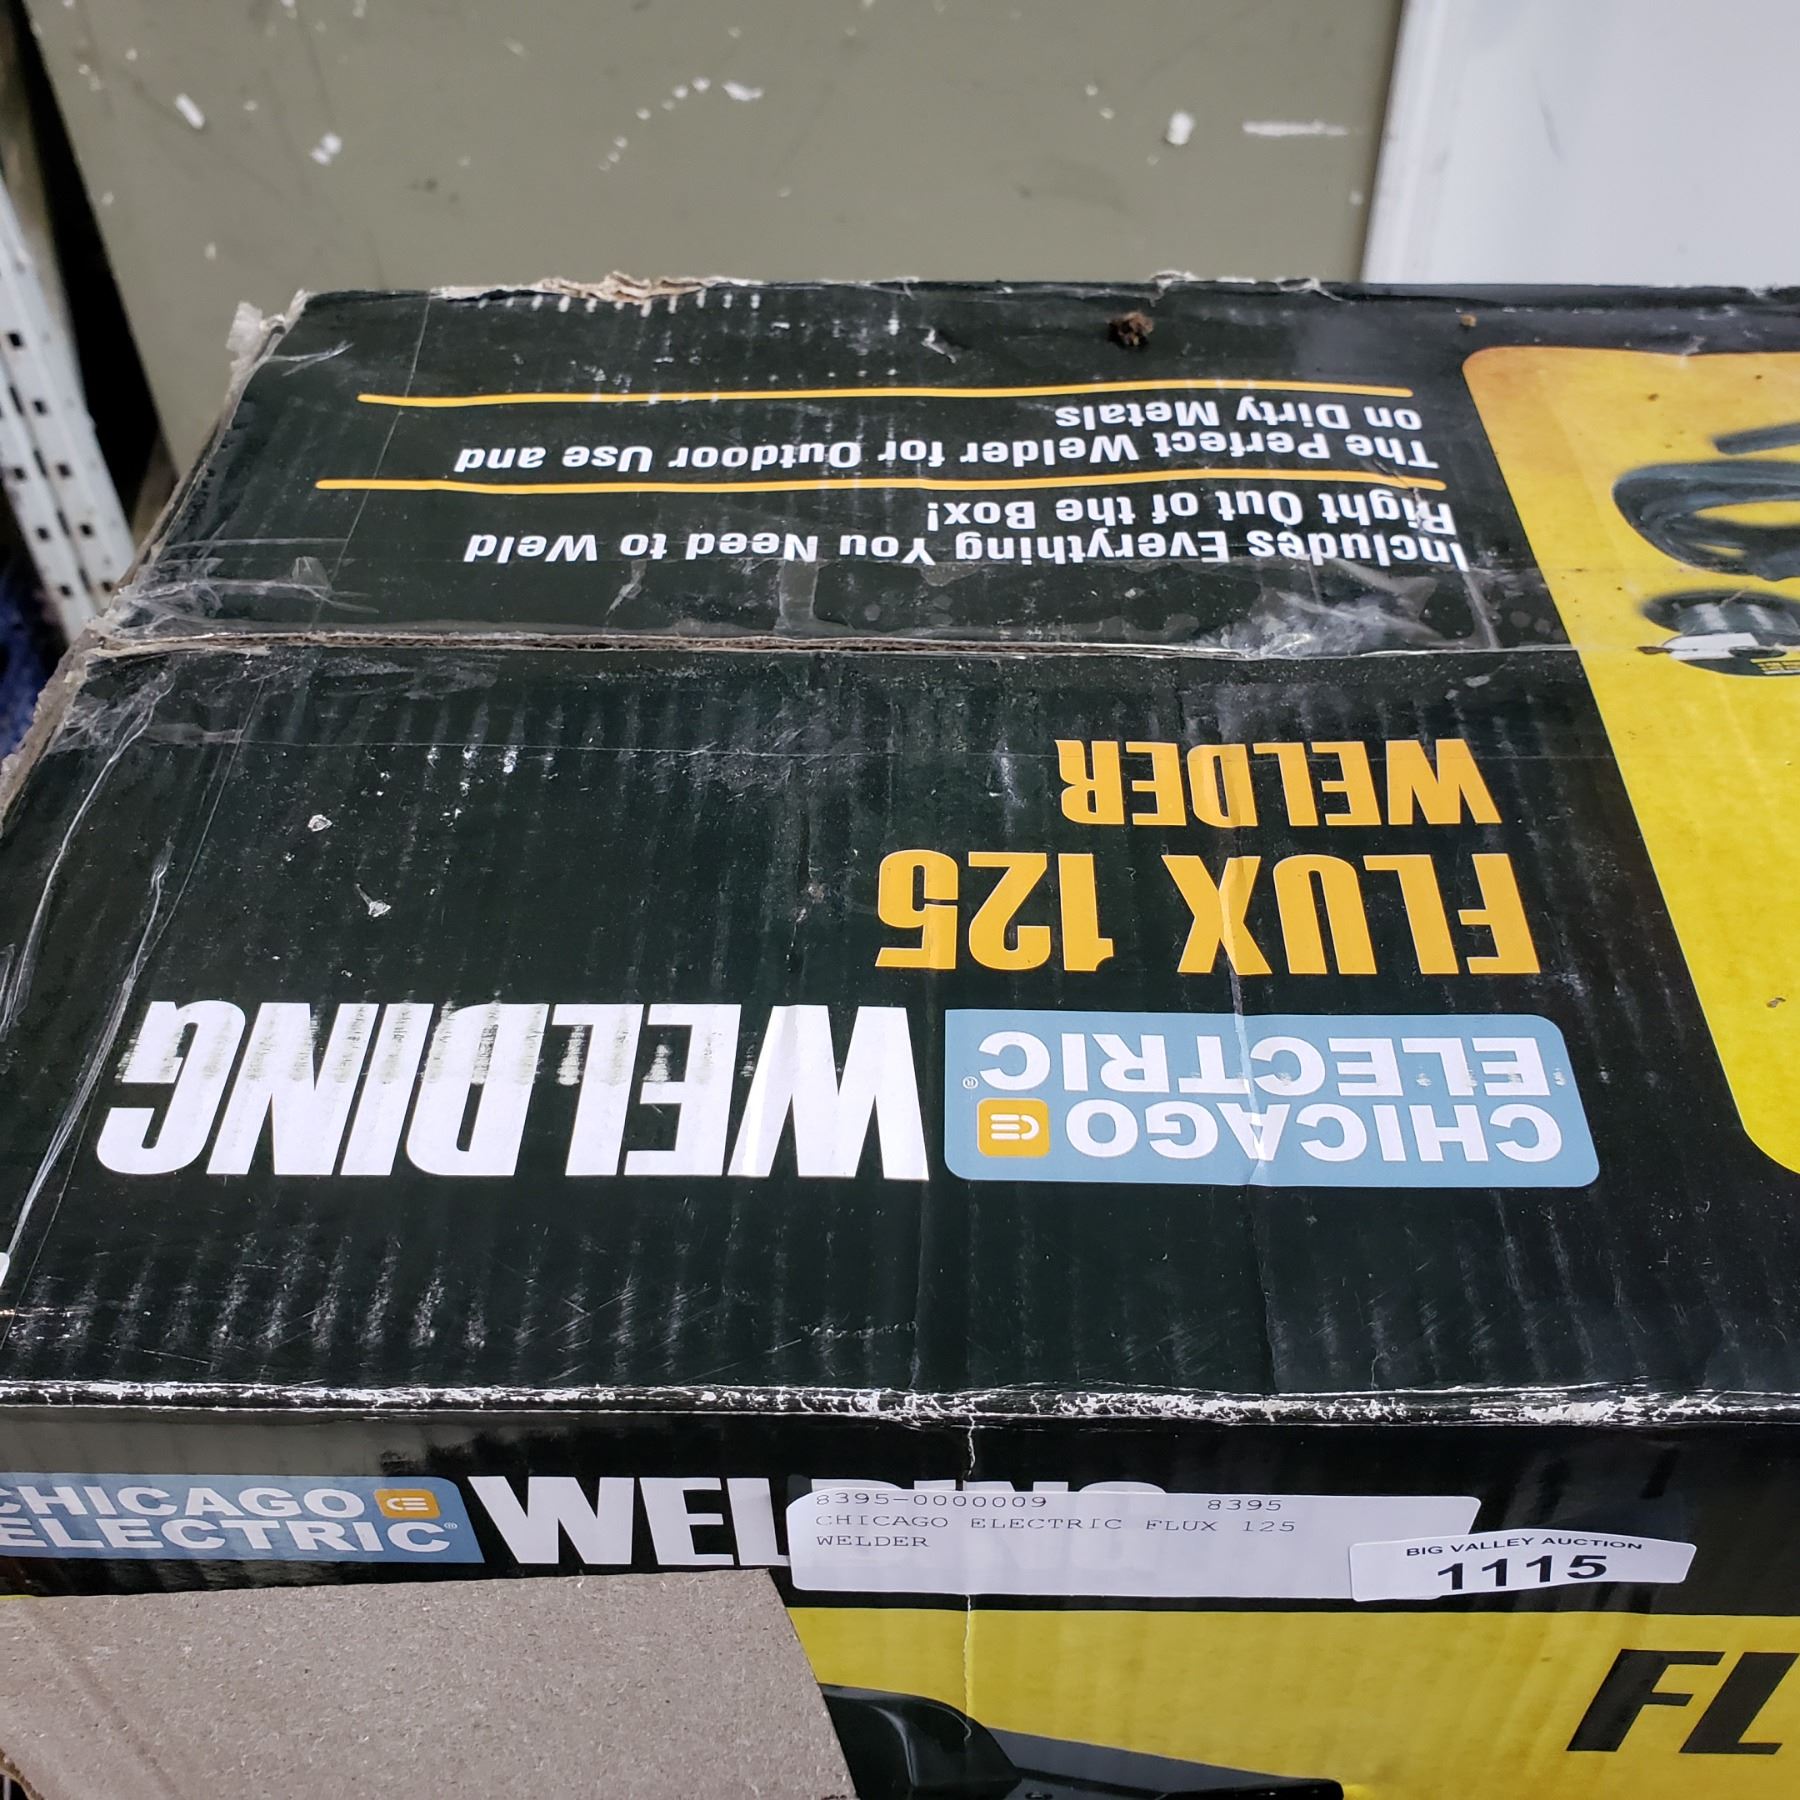 CHICAGO
ELECTRIC®
WELDING
FLUX 125
WELDER
Includes Everything You Need to Weld
Right Out of the Box!
The Perfect Welder for Outdoor Use and
on Dirty Metals
CHICAGO
ELECTRIC®
WELDING
8395-0000009 8395
CHICAGO ELECTRIC FLUX 125
WELDER
BIG VALLEY AUCTION
1115
FL